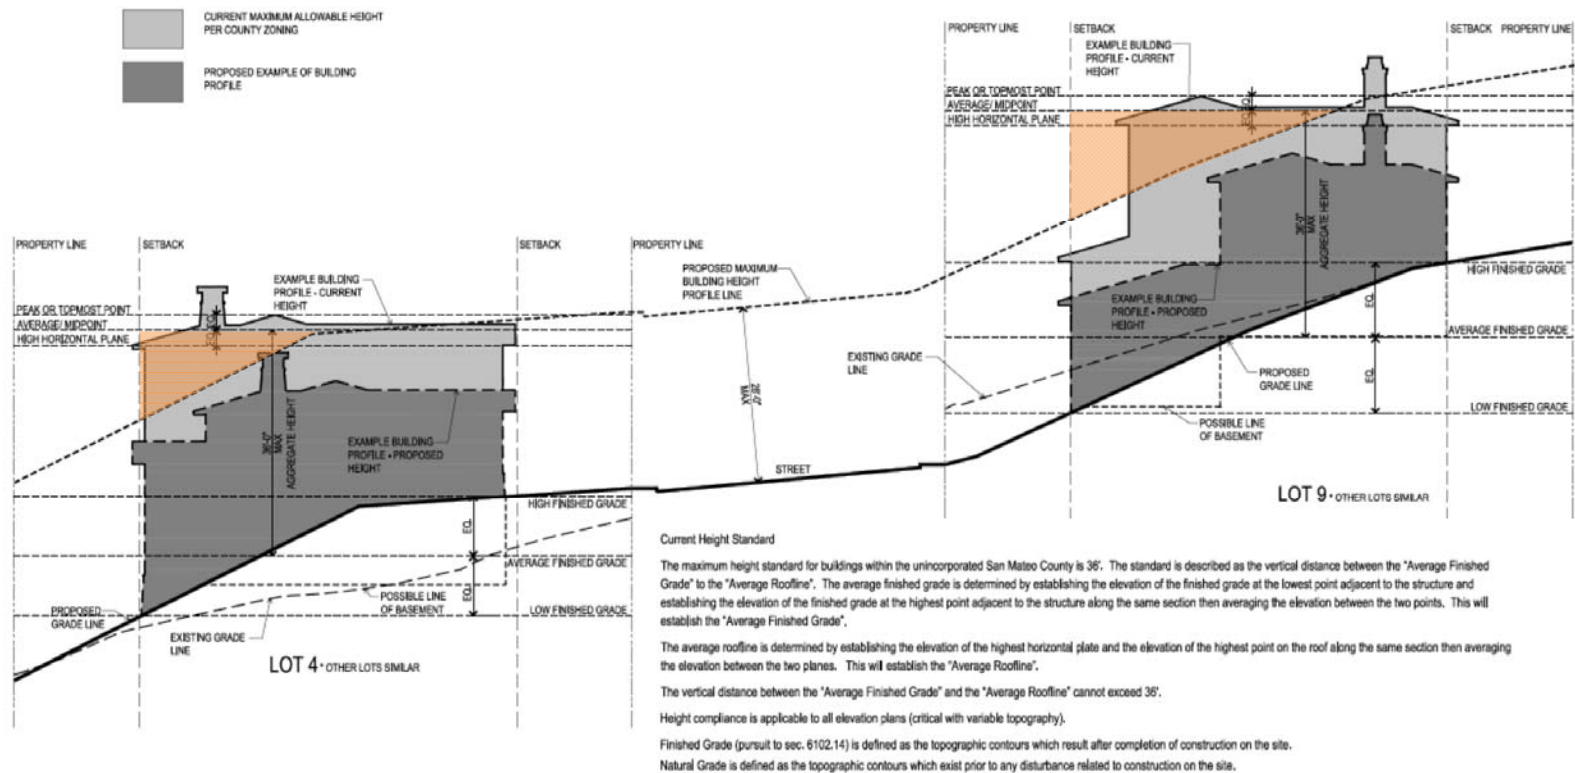 CURRENT MAXIMUM ALLOWABLE HEIGHT
PER COUNTY ZONING
PROPOSED EXAMPLE OF BUILDING
PROFILE
PROPERTY LINE
SETBACK
SETBACK
PROPERTY LINE
EXAMPLE BUILDING
PROFILE - CURRENT
HEIGHT
PEAK OR TOPMOST POINT
AVERAGE/ MIDPOINT
HIGH HORIZONTAL PLANE
EQ.
EQ.
36'-0"
MAX
AGGREGATE HEIGHT
HIGH FINISHED GRADE
EQ.
AVERAGE FINISHED GRADE
EQ.
LOW FINISHED GRADE
EXAMPLE BUILDING
PROFILE - PROPOSED
HEIGHT
EXISTING GRADE
LINE
PROPOSED
GRADE LINE
POSSIBLE LINE
OF BASEMENT
LOT 9 • OTHER LOTS SIMILAR
PROPERTY LINE
SETBACK
SETBACK
PROPERTY LINE
EXAMPLE BUILDING
PROFILE - CURRENT
HEIGHT
PROPOSED MAXIMUM
BUILDING HEIGHT
PROFILE LINE
PEAK OR TOPMOST POINT
AVERAGE/ MIDPOINT
HIGH HORIZONTAL PLANE
EQ.
EQ.
36'-0"
MAX
AGGREGATE HEIGHT
28'-0"
MAX
EXAMPLE BUILDING
PROFILE - PROPOSED
HEIGHT
STREET
HIGH FINISHED GRADE
EQ.
AVERAGE FINISHED GRADE
EQ.
LOW FINISHED GRADE
POSSIBLE LINE
OF BASEMENT
PROPOSED
GRADE LINE
EXISTING GRADE
LINE
LOT 4 • OTHER LOTS SIMILAR
Current Height Standard
The maximum height standard for buildings within the unincorporated San Mateo County is 36'. The standard is described as the vertical distance between the "Average Finished
Grade" to the "Average Roofline". The average finished grade is determined by establishing the elevation of the finished grade at the lowest point adjacent to the structure and
establishing the elevation of the finished grade at the highest point adjacent to the structure along the same section then averaging the elevation between the two points. This will
establish the "Average Finished Grade".
The average roofline is determined by establishing the elevation of the highest horizontal plate and the elevation of the highest point on the roof along the same section then averaging
the elevation between the two planes. This will establish the "Average Roofline".
The vertical distance between the "Average Finished Grade" and the "Average Roofline" cannot exceed 36'.
Height compliance is applicable to all elevation plans (critical with variable topography).
Finished Grade (pursuit to sec. 6102.14) is defined as the topographic contours which result after completion of construction on the site.
Natural Grade is defined as the topographic contours which exist prior to any disturbance related to construction on the site.